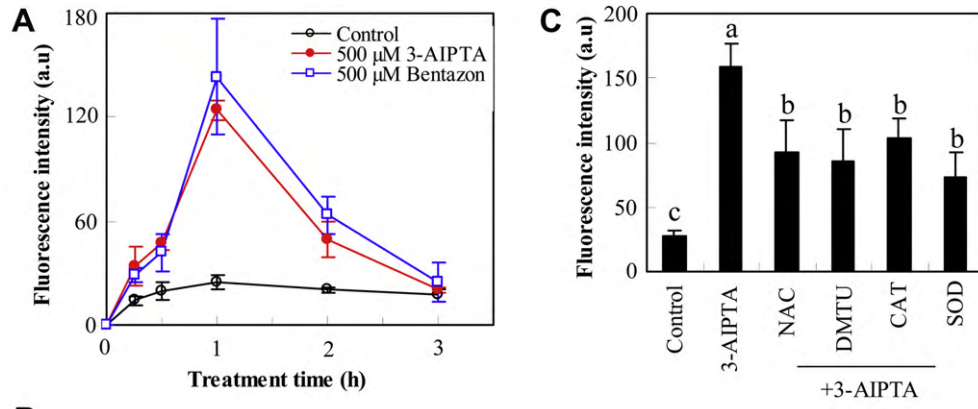 A
180
120
60
0
Fluorescence intensity (a.u)
Control
500 μM 3-AIPTA
500 μM Bentazon
0 1 2 3
Treatment time (h)
C
200
150
100
50
0
Fluorescence intensity (a.u)
c a b b b b
Control 3-AIPTA NAC DMTU CAT SOD
+3-AIPTA